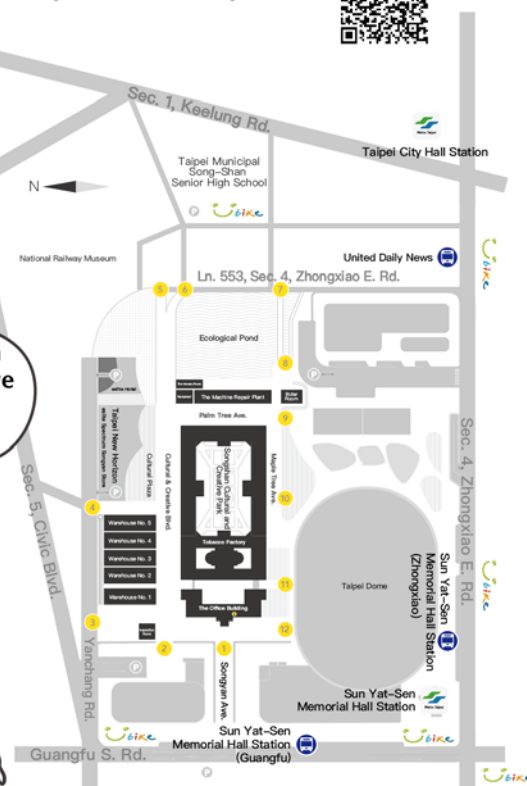 Sec. 1, Keelung Rd.
Taipei City Hall Station
Taipei Municipal
Song-Shan
Senior High School
N
P
Ubike
National Railway Museum
United Daily News
Ubike
Ln. 553, Sec. 4, Zhongxiao E. Rd.
5
6
7
Ecological Pond
8
P
P
The Machine Repair Plant
Boiler
Room
Palm Tree Ave.
9
Taipei New Horizon
eslite Spectrum Songyan Store
Cultural Plaza
Cultural & Creative Blvd.
Songshan Cultural and
Creative Park
Maple Tree Ave.
10
P
4
Sec. 5, Civic Blvd.
Sec. 4, Zhongxiao E. Rd.
Warehouse No. 5
Warehouse No. 4
Warehouse No. 3
Warehouse No. 2
Warehouse No. 1
Tobacco Factory
11
Taipei Dome
Sun Yat-Sen
Memorial Hall Station
(Zhongxiao)
Ubike
The Office Building
3
12
2
1
Yanchang Rd.
P
Songyan Ave.
Sun Yat-Sen
Memorial Hall Station
Ubike
Sun Yat-Sen
Memorial Hall Station
(Guangfu)
Ubike
Guangfu S. Rd.
P
Ubike